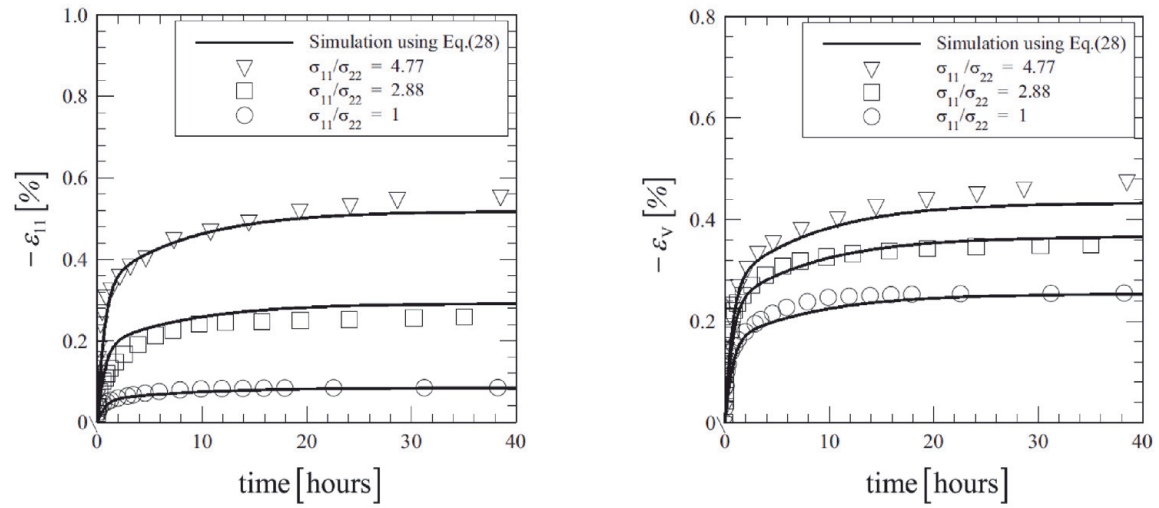 1.0
0.8
0.6
0.4
0.2
0
− ε11 [%]
Simulation using Eq.(28)
σ11/σ22 = 4.77
σ11/σ22 = 2.88
σ11/σ22 = 1
0 10 20 30 40
time [hours]
0.8
0.6
0.4
0.2
0
− εV [%]
Simulation using Eq.(28)
σ11/σ22 = 4.77
σ11/σ22 = 2.88
σ11/σ22 = 1
0 10 20 30 40
time [hours]